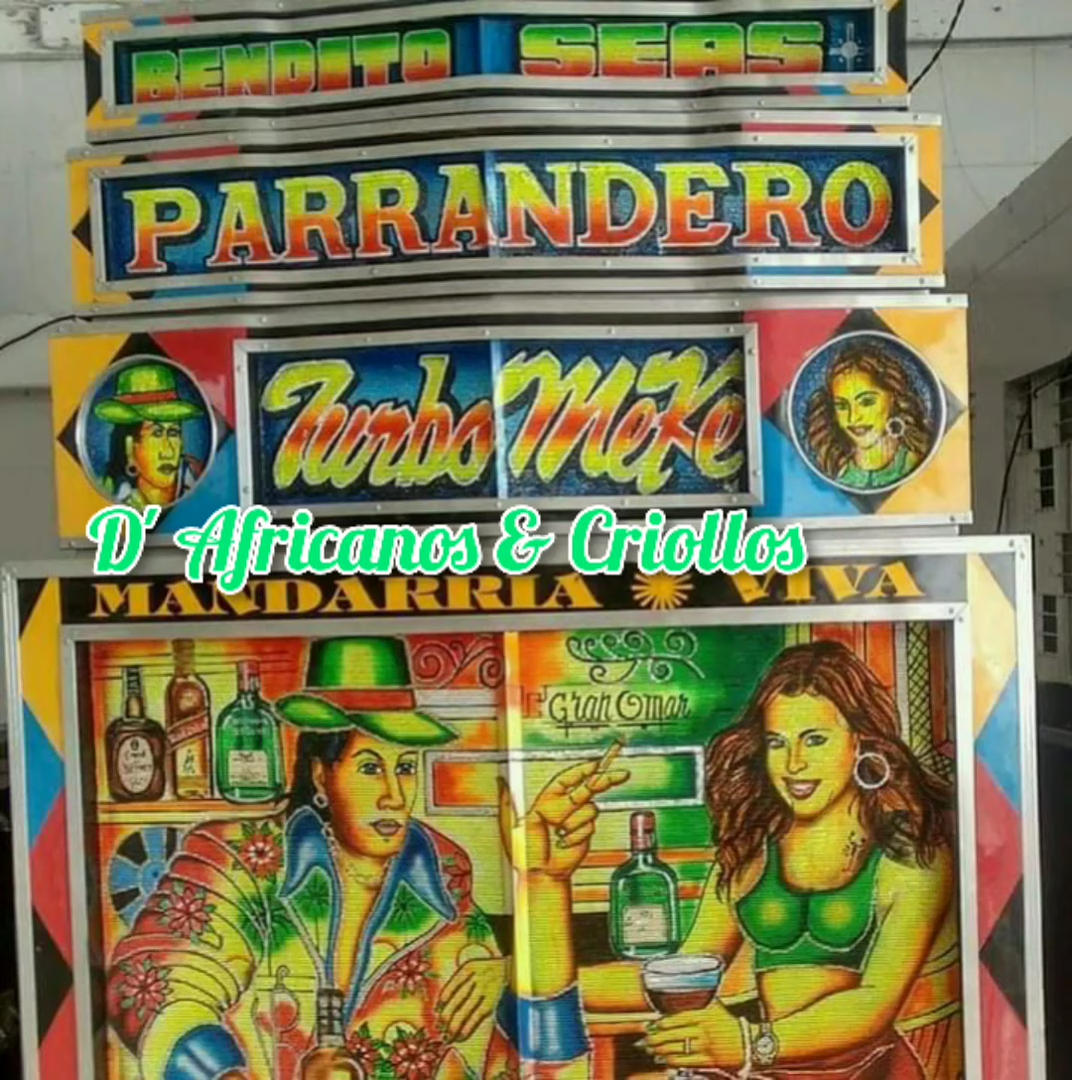 BENDITO SEAS
PARRANDERO
Turbo MeKe
D' Africanos & Criollos
MANDARRIA VIVA
Gran Omar